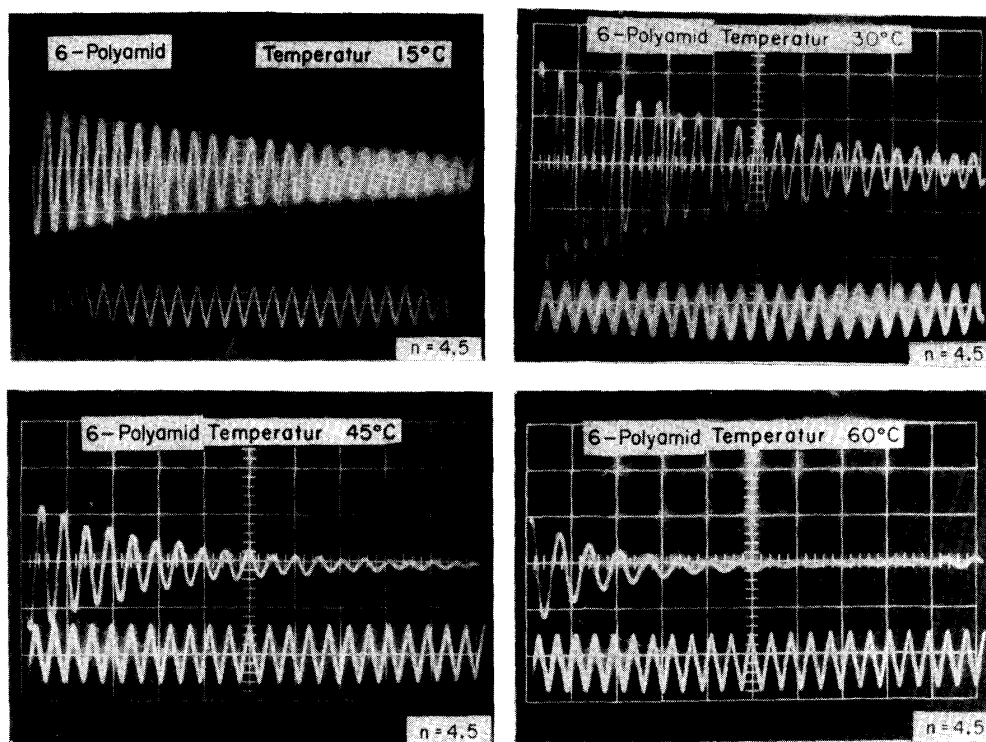 6-Polyamid Temperatur 15°C
n = 4,5
6-Polyamid Temperatur 30°C
n = 4.5
6-Polyamid Temperatur 45°C
n = 4.5
6-Polyamid Temperatur 60°C
n = 4.5